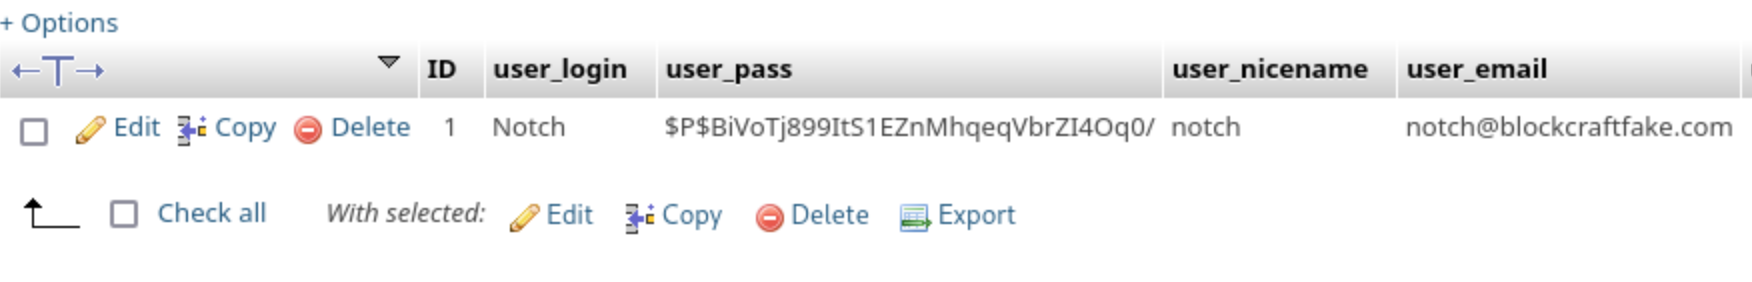 + Options
←T→ ID user_login user_pass user_nicename user_email
Edit Copy Delete 1 Notch $P$BiVoTj899ItS1EZnMhqeqVbrZI4Oq0/ notch notch@blockcraftfake.com
Check all With selected: Edit Copy Delete Export